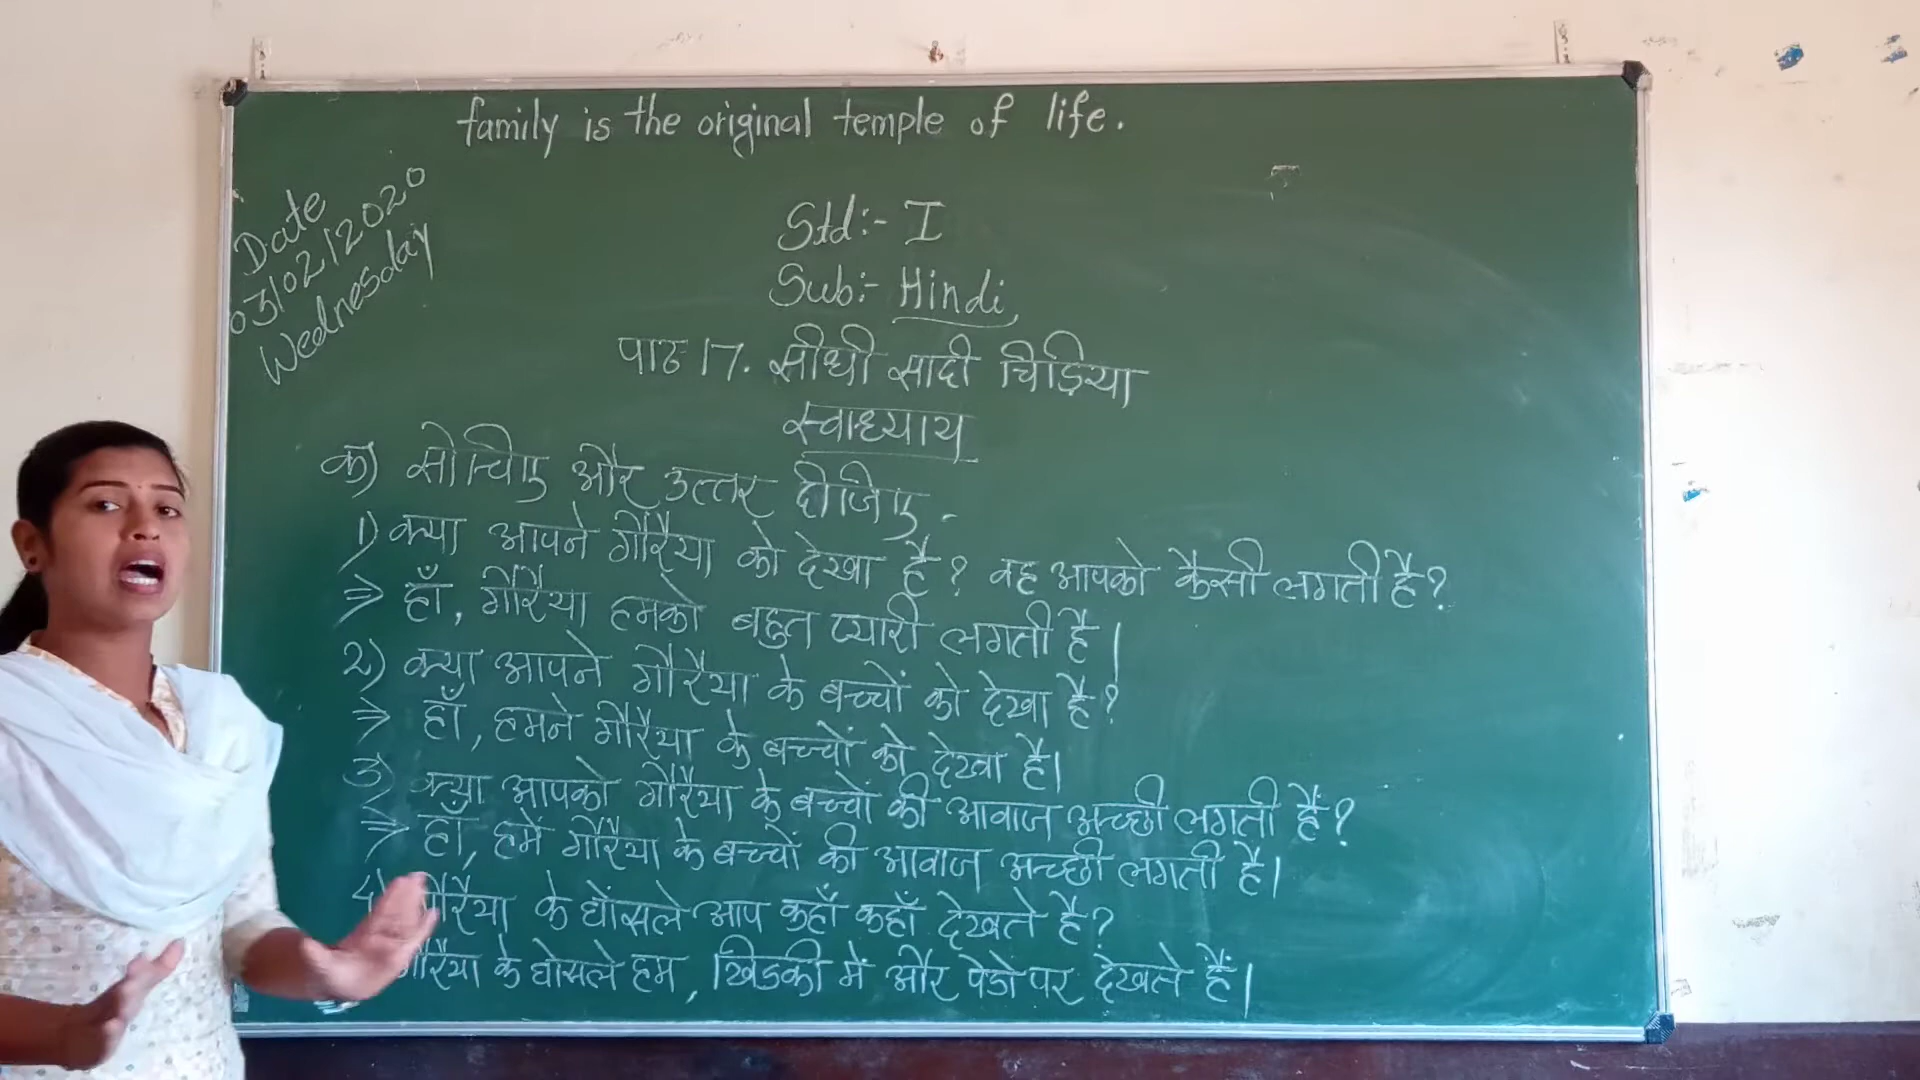 family is the original temple of life.
Date
03/02/2020
Wednesday
Std:- I
Sub:- Hindi
पाठ 17. सीधी सादी चिड़िया
स्वाध्याय
क) सोचिए और उत्तर दीजिए.
1) क्या आपने गौरैया को देखा है? वह आपको कैसी लगती है?
⇒ हाँ, गौरैया हमको बहुत प्यारी लगती है।
2) क्या आपने गौरैया के बच्चों को देखा है?
⇒ हाँ, हमने गौरैया के बच्चों को देखा है।
3) क्या आपको गौरैया के बच्चों की आवाज अच्छी लगती है?
⇒ हाँ, हमें गौरैया के बच्चों की आवाज अच्छी लगती है।
4) गौरैया के घोंसले आप कहाँ कहाँ देखते है?
गौरैया के घोसले हम, खिडकी में और पेडो पर देखते हैं।